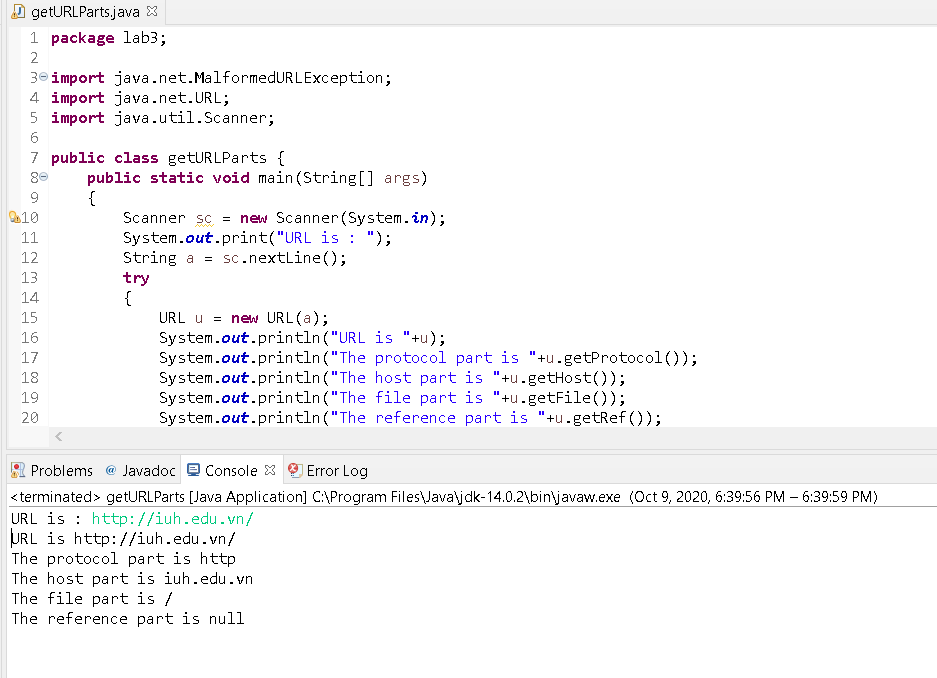 getURLParts.java
1 package lab3;
2
3 import java.net.MalformedURLException;
4 import java.net.URL;
5 import java.util.Scanner;
6
7 public class getURLParts {
8     public static void main(String[] args)
9     {
10         Scanner sc = new Scanner(System.in);
11         System.out.print("URL is : ");
12         String a = sc.nextLine();
13         try
14         {
15             URL u = new URL(a);
16             System.out.println("URL is "+u);
17             System.out.println("The protocol part is "+u.getProtocol());
18             System.out.println("The host part is "+u.getHost());
19             System.out.println("The file part is "+u.getFile());
20             System.out.println("The reference part is "+u.getRef());
Problems @ Javadoc Console Error Log
<terminated> getURLParts [Java Application] C:\Program Files\Java\jdk-14.0.2\bin\javaw.exe (Oct 9, 2020, 6:39:56 PM – 6:39:59 PM)
URL is : http://iuh.edu.vn/
URL is http://iuh.edu.vn/
The protocol part is http
The host part is iuh.edu.vn
The file part is /
The reference part is null